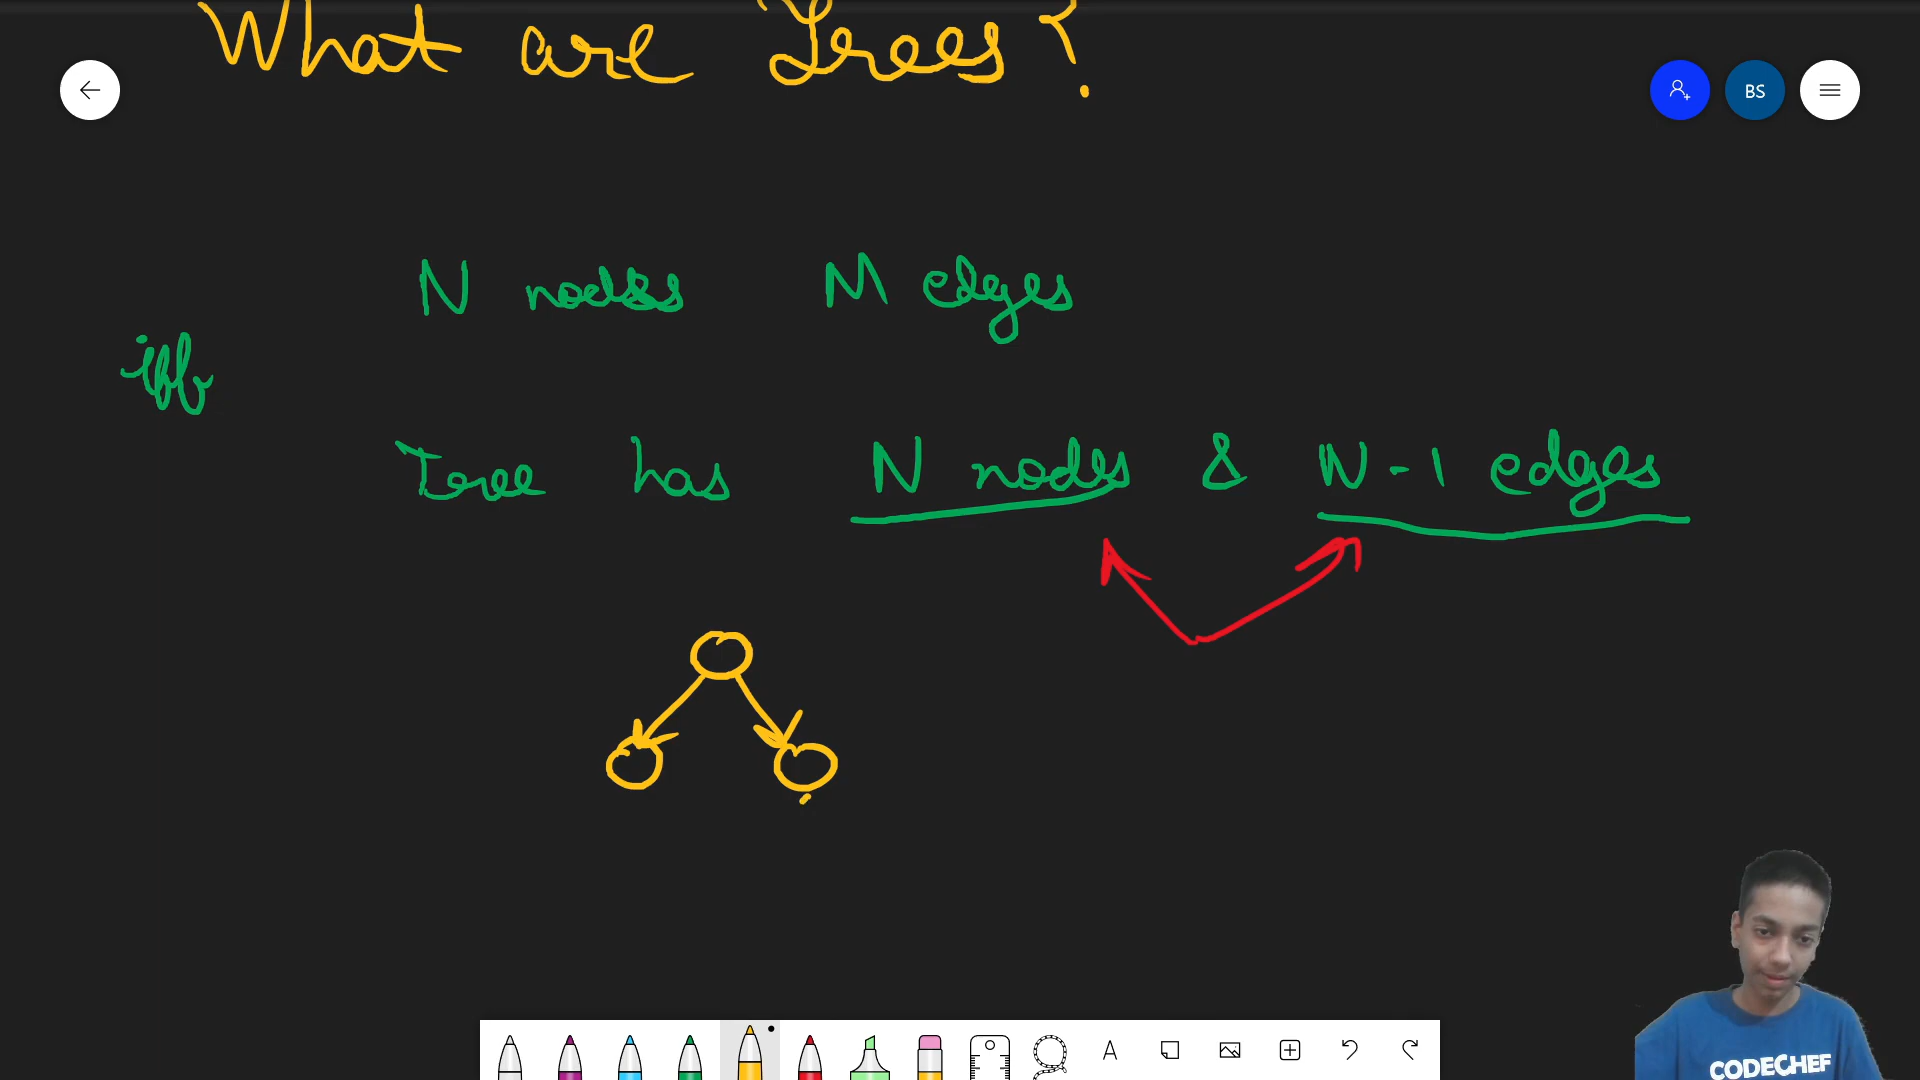 What are Trees?
BS
N nodes M edges
iff
Tree has N nodes & N-1 edges
A
CODECHEF